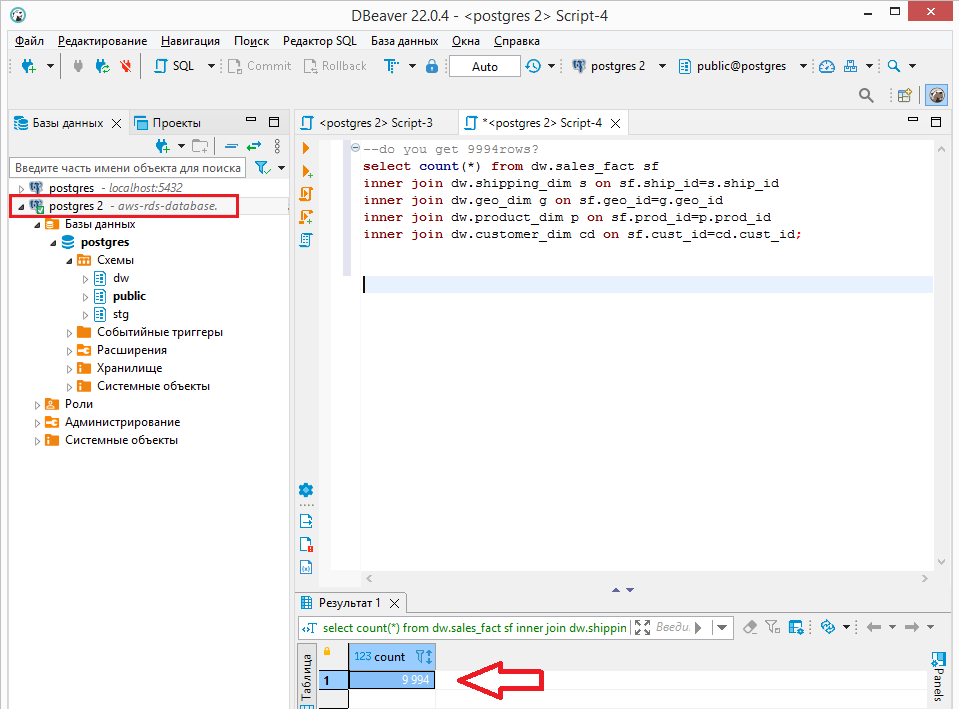 DBeaver 22.0.4 - <postgres 2> Script-4
Файл Редактирование Навигация Поиск Редактор SQL База данных Окна Справка
SQL Commit Rollback Auto postgres 2 public@postgres
Базы данных Проекты
Введите часть имени объекта для поиска
postgres - localhost:5432
postgres 2 - aws-rds-database.
Базы данных
postgres
Схемы
dw
public
stg
Событийные триггеры
Расширения
Хранилище
Системные объекты
Роли
Администрирование
Системные объекты
<postgres 2> Script-3 *<postgres 2> Script-4
--do you get 9994rows?
select count(*) from dw.sales_fact sf
inner join dw.shipping_dim s on sf.ship_id=s.ship_id
inner join dw.geo_dim g on sf.geo_id=g.geo_id
inner join dw.product_dim p on sf.prod_id=p.prod_id
inner join dw.customer_dim cd on sf.cust_id=cd.cust_id;
Результат 1
select count(*) from dw.sales_fact sf inner join dw.shippin Введи
Таблица
123 count
1 9 994
Panels